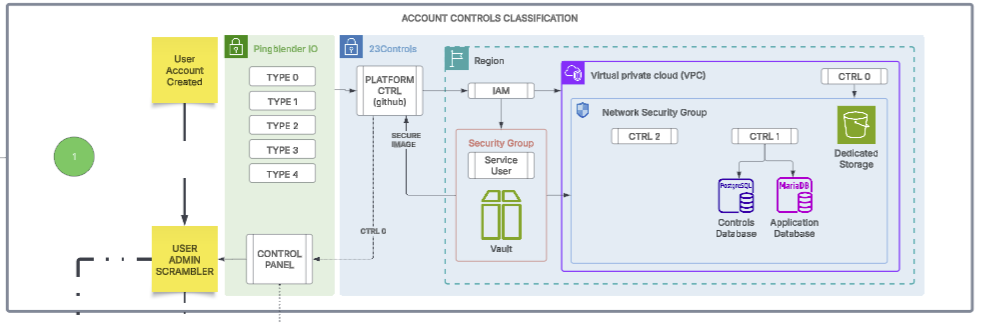 ACCOUNT CONTROLS CLASSIFICATION
User
Account
Created
1
USER
ADMIN
SCRAMBLER
Pingblender IO
TYPE 0
TYPE 1
TYPE 2
TYPE 3
TYPE 4
CONTROL
PANEL
23Controls
PLATFORM
CTRL
(github)
SECURE
IMAGE
CTRL 0
Region
IAM
Security Group
Service
User
Vault
Virtual private cloud (VPC)
CTRL 0
Network Security Group
CTRL 2
CTRL 1
PostgreSQL
MariaDB
Controls
Database
Application
Database
Dedicated
Storage